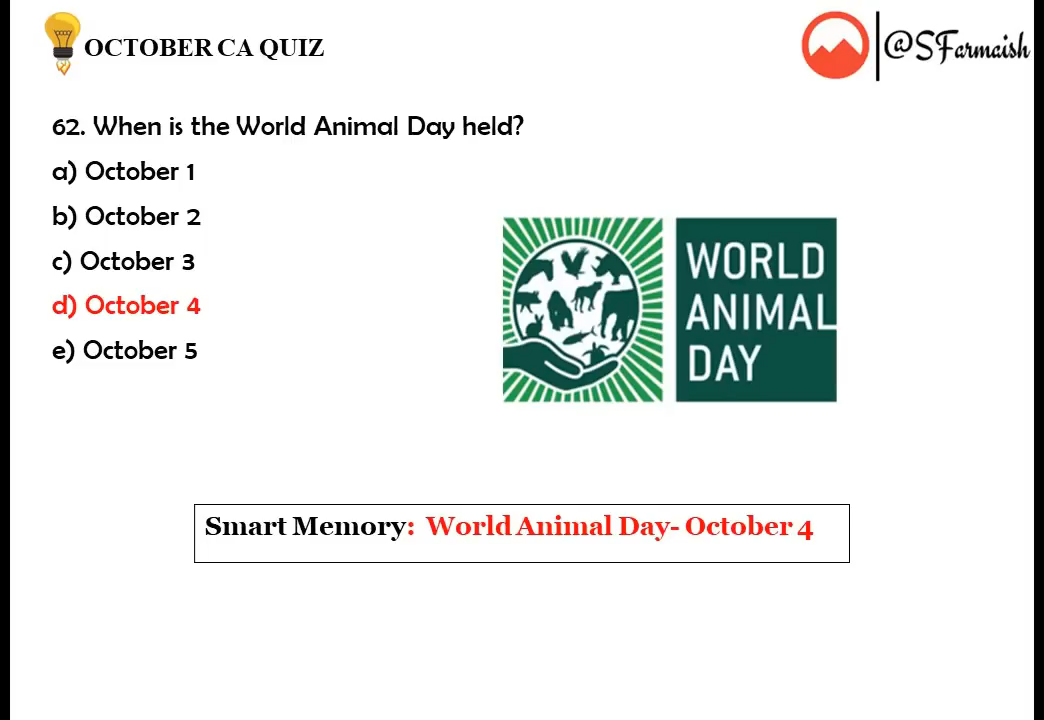 OCTOBER CA QUIZ
@SFarmaish
62. When is the World Animal Day held?
a) October 1
b) October 2
c) October 3
d) October 4
e) October 5
WORLD
ANIMAL
DAY
Smart Memory: World Animal Day- October 4